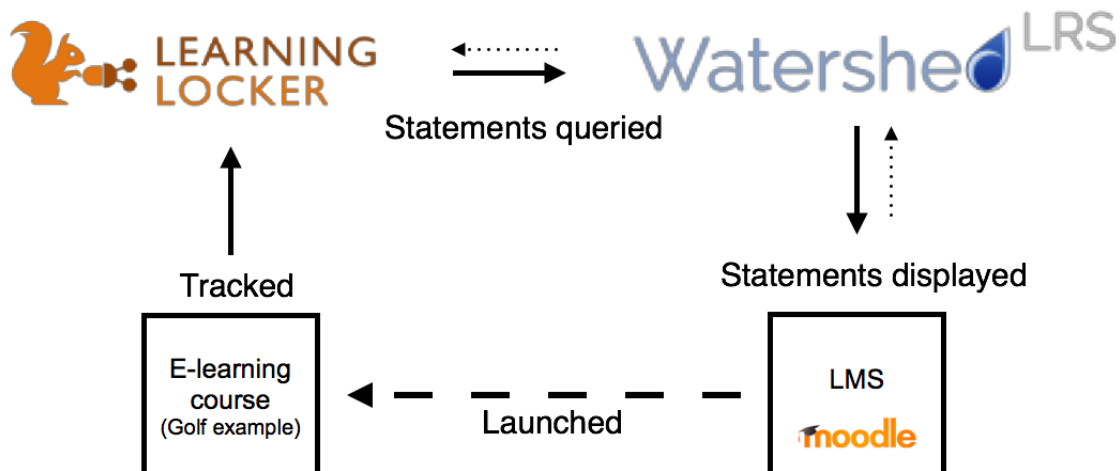 LEARNING
LOCKER
Watershed LRS
Statements queried
Tracked
Statements displayed
E-learning
course
(Golf example)
LMS
moodle
Launched